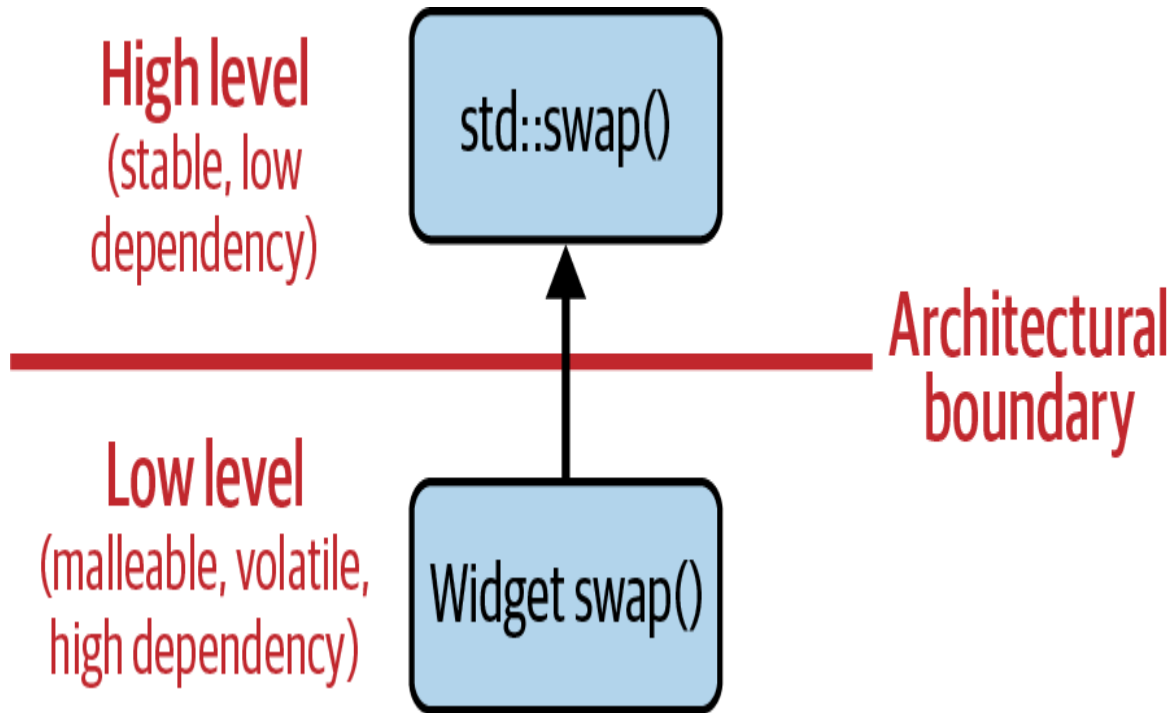 High level
(stable, low
dependency)
std::swap()
Architectural
boundary
Low level
(malleable, volatile,
high dependency)
Widget swap()